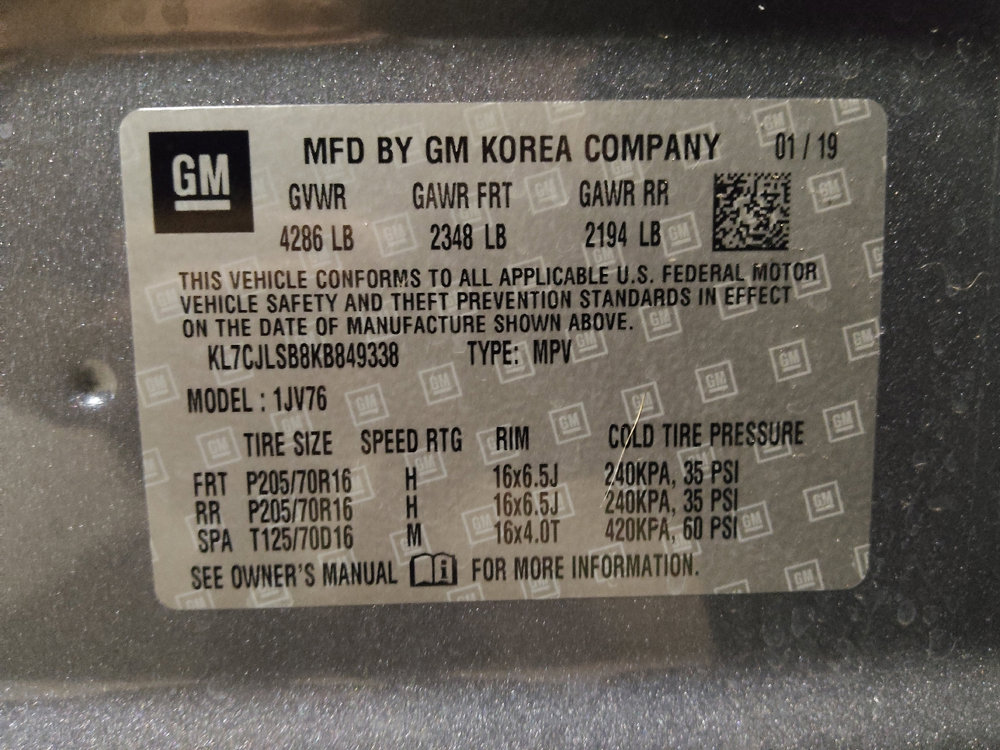 GM
MFD BY GM KOREA COMPANY 01 / 19
GVWR GAWR FRT GAWR RR
4286 LB 2348 LB 2194 LB
THIS VEHICLE CONFORMS TO ALL APPLICABLE U.S. FEDERAL MOTOR
VEHICLE SAFETY AND THEFT PREVENTION STANDARDS IN EFFECT
ON THE DATE OF MANUFACTURE SHOWN ABOVE.
KL7CJLSB8KB849338 TYPE: MPV
MODEL : 1JV76
TIRE SIZE SPEED RTG RIM COLD TIRE PRESSURE
FRT P205/70R16 H 16x6.5J 240KPA, 35 PSI
RR P205/70R16 H 16x6.5J 240KPA, 35 PSI
SPA T125/70D16 M 16x4.0T 420KPA, 60 PSI
SEE OWNER'S MANUAL i FOR MORE INFORMATION.